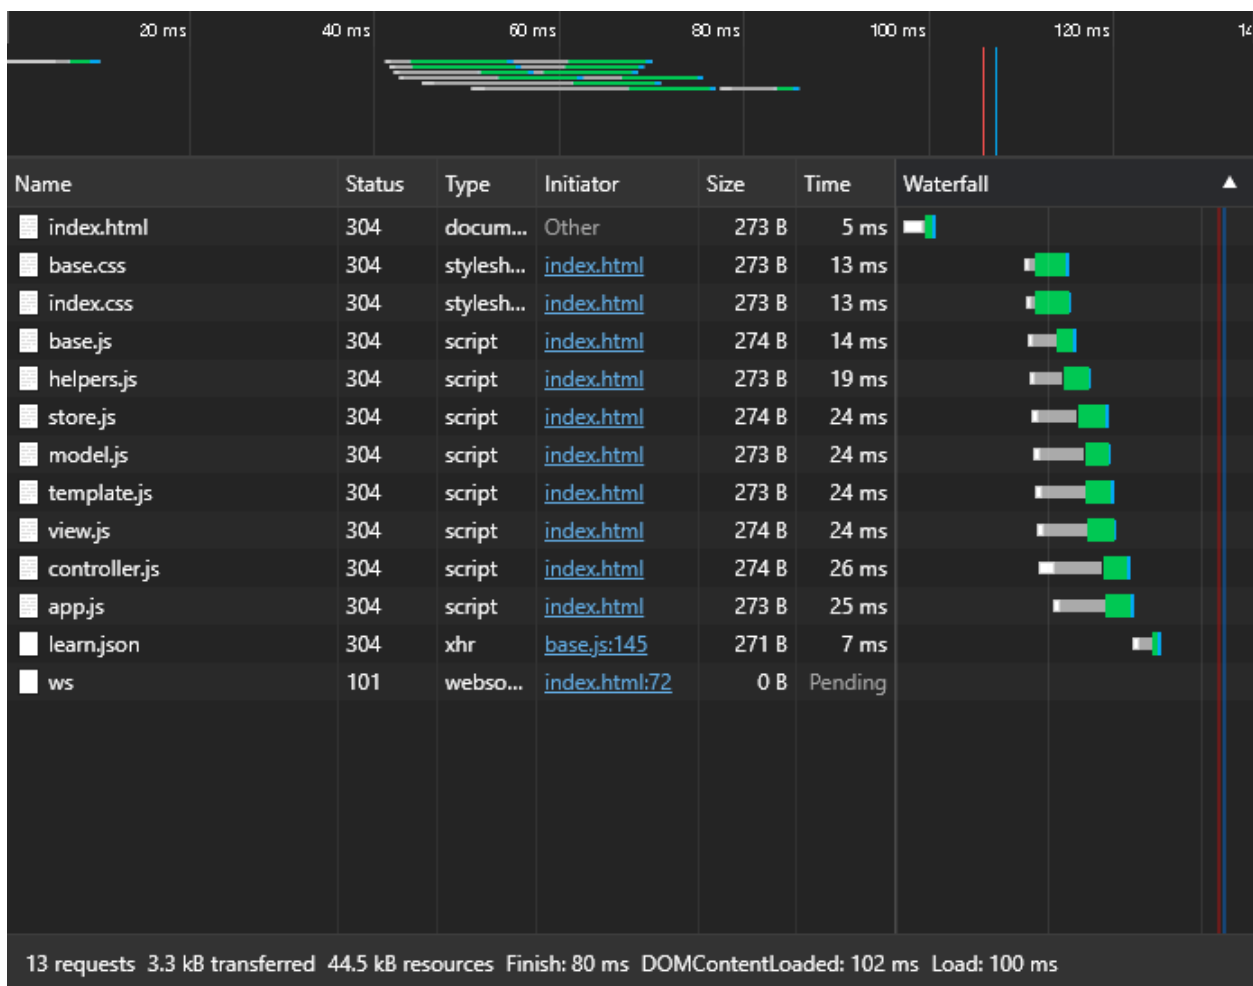 20 ms 40 ms 60 ms 80 ms 100 ms 120 ms 14
Name Status Type Initiator Size Time Waterfall ▲
index.html 304 docum... Other 273 B 5 ms
base.css 304 stylesh... index.html 273 B 13 ms
index.css 304 stylesh... index.html 273 B 13 ms
base.js 304 script index.html 274 B 14 ms
helpers.js 304 script index.html 273 B 19 ms
store.js 304 script index.html 274 B 24 ms
model.js 304 script index.html 273 B 24 ms
template.js 304 script index.html 273 B 24 ms
view.js 304 script index.html 274 B 24 ms
controller.js 304 script index.html 274 B 26 ms
app.js 304 script index.html 273 B 25 ms
learn.json 304 xhr base.js:145 271 B 7 ms
ws 101 webso... index.html:72 0 B Pending
13 requests 3.3 kB transferred 44.5 kB resources Finish: 80 ms DOMContentLoaded: 102 ms Load: 100 ms